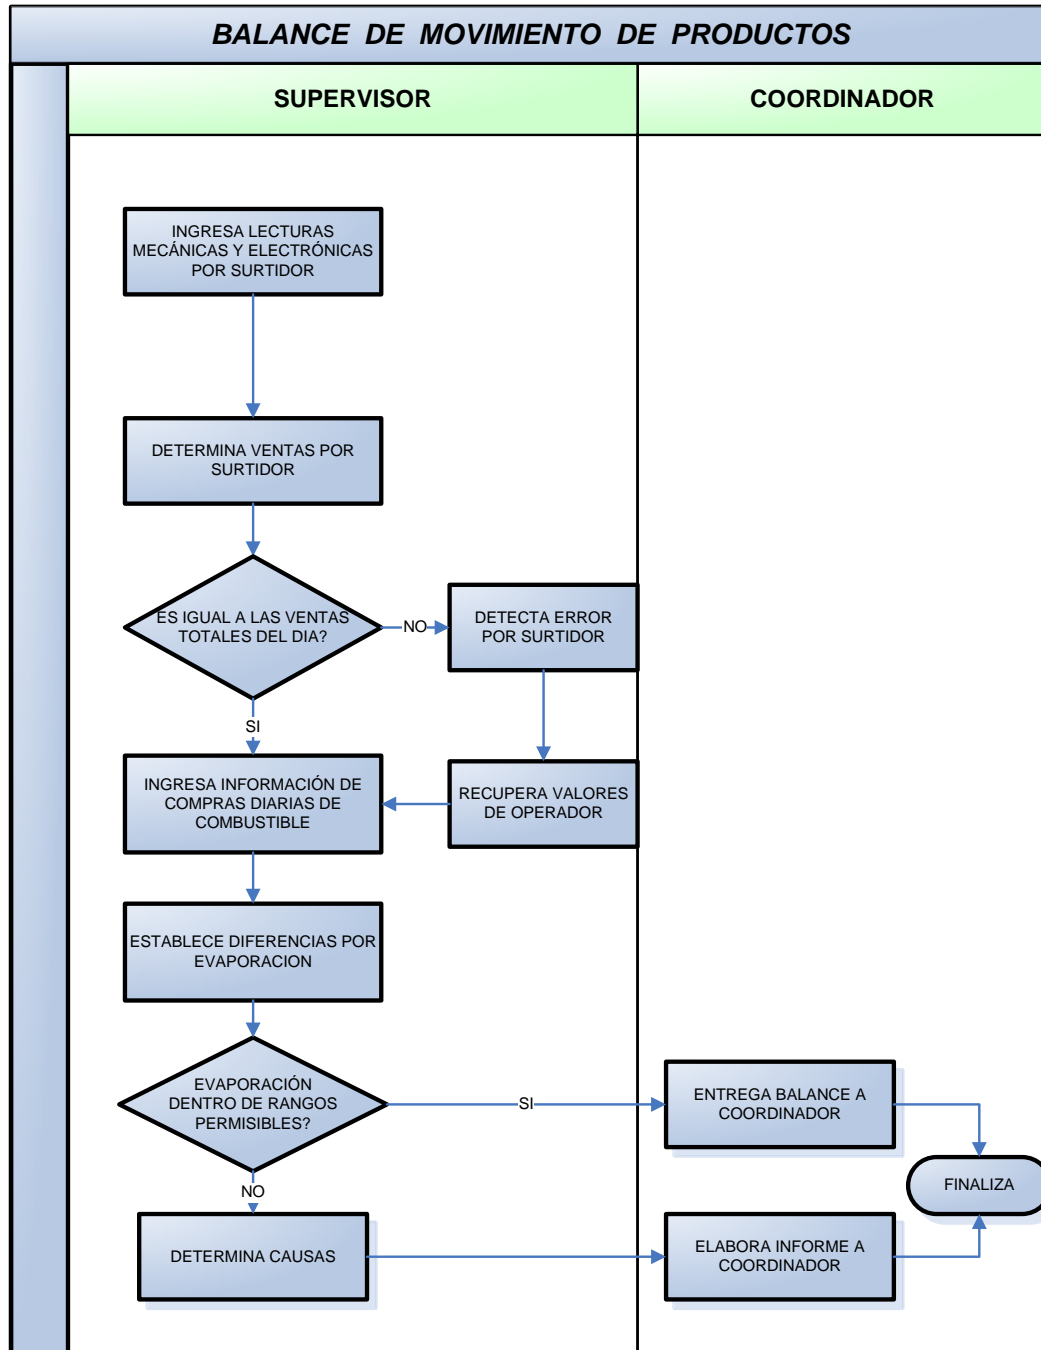 BALANCE DE MOVIMIENTO DE PRODUCTOS
SUPERVISOR
COORDINADOR
INGRESA LECTURAS
MECÁNICAS Y ELECTRÓNICAS
POR SURTIDOR
DETERMINA VENTAS POR
SURTIDOR
ES IGUAL A LAS VENTAS
TOTALES DEL DIA?
NO
DETECTA ERROR
POR SURTIDOR
SI
INGRESA INFORMACIÓN DE
COMPRAS DIARIAS DE
COMBUSTIBLE
RECUPERA VALORES
DE OPERADOR
ESTABLECE DIFERENCIAS POR
EVAPORACION
EVAPORACIÓN
DENTRO DE RANGOS
PERMISIBLES?
SI
ENTREGA BALANCE A
COORDINADOR
FINALIZA
NO
DETERMINA CAUSAS
ELABORA INFORME A
COORDINADOR